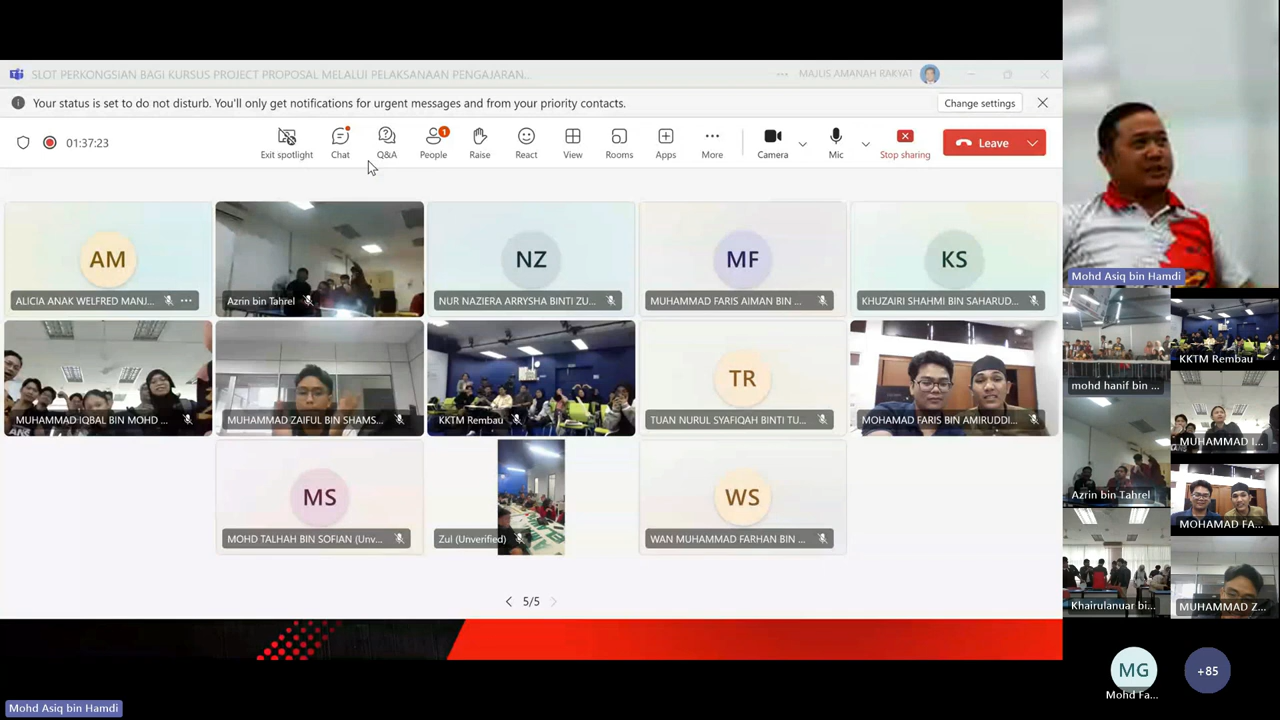 SLOT PERKONGSIAN BAGI KURSUS PROJECT PROPOSAL MELALUI PELAKSANAAN PENGAJARAN...
MAJLIS AMANAH RAKYAT
Your status is set to do not disturb. You'll only get notifications for urgent messages and from your priority contacts.
Change settings
01:37:23
Exit spotlight
Chat
Q&A
1
People
Raise
React
View
Rooms
Apps
More
Camera
Mic
Stop sharing
Leave
AM
ALICIA ANAK WELFRED MANJ...
Azrin bin Tahrel
NZ
NUR NAZIERA ARRYSHA BINTI ZU...
MF
MUHAMMAD FARIS AIMAN BIN ...
KS
KHUZAIRI SHAHMI BIN SAHARUD...
MUHAMMAD IQBAL BIN MOHD ...
MUHAMMAD ZAIFUL BIN SHAMS...
KKTM Rembau
TR
TUAN NURUL SYAFIQAH BINTI TU...
MOHAMAD FARIS BIN AMIRUDDI...
MS
MOHD TALHAH BIN SOFIAN (Unv...
Zul (Unverified)
WS
WAN MUHAMMAD FARHAN BIN ...
5/5
Mohd Asiq bin Hamdi
mohd hanif bin ...
KKTM Rembau
Azrin bin Tahrel
MUHAMMAD I...
MOHAMAD FA...
Khairulanuar bi...
MUHAMMAD Z...
MG
Mohd Fa...
+85
Mohd Asiq bin Hamdi